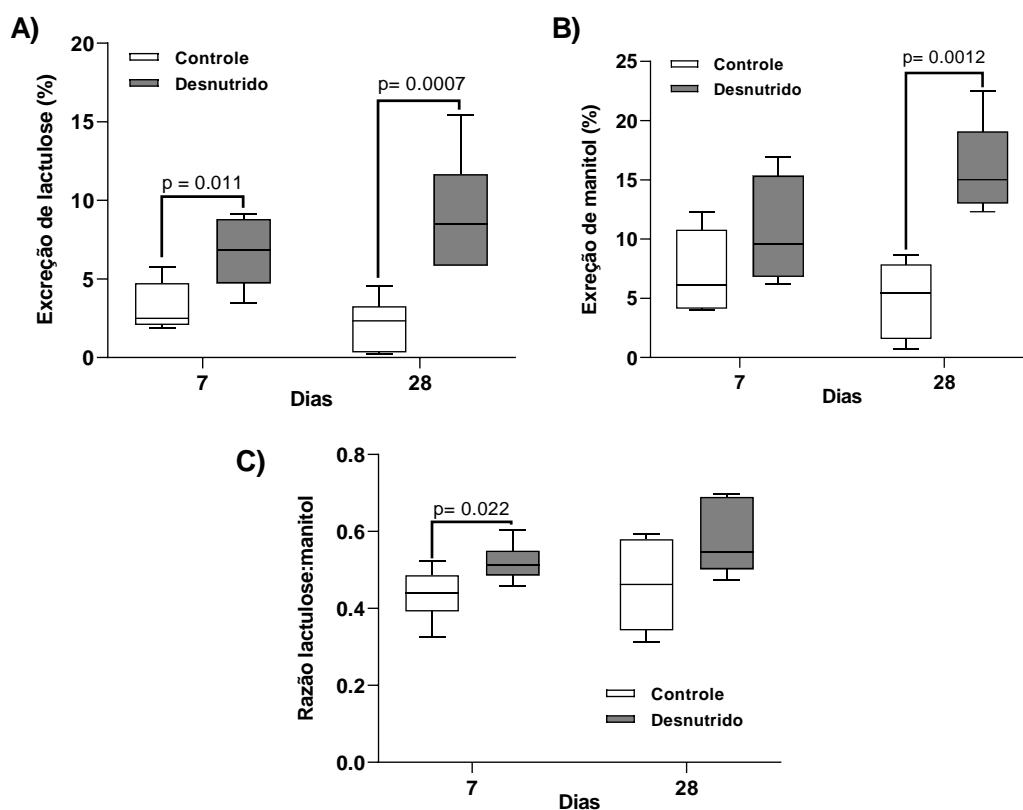 A)
Excreção de lactulose (%)
20
15
10
5
0
Controle
Desnutrido
p = 0.011
p= 0.0007
7
28
Dias
B)
Exreção de manitol (%)
25
20
15
10
5
0
Controle
Desnutrido
p= 0.0012
7
28
Dias
C)
Razão lactulose:manitol
0.8
0.6
0.4
0.2
0.0
p= 0.022
Controle
Desnutrido
7
28
Dias